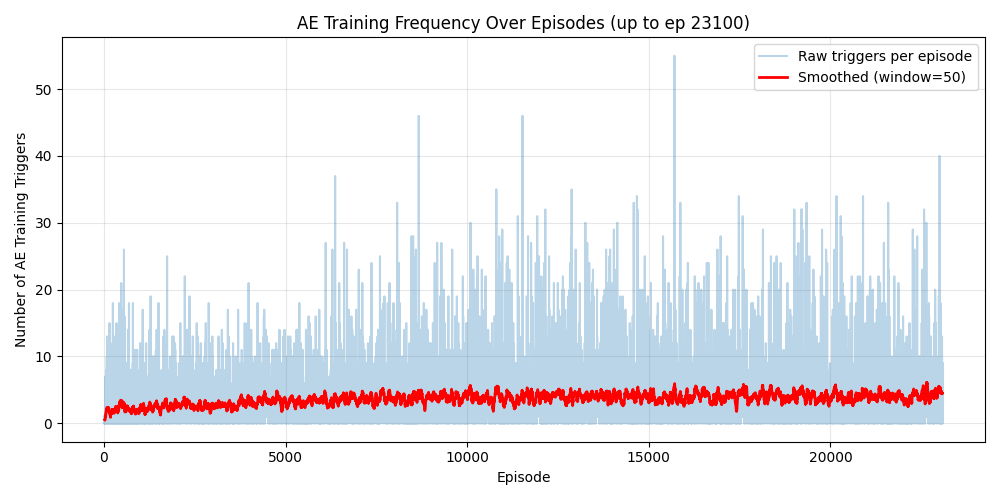 AE Training Frequency Over Episodes (up to ep 23100)
Raw triggers per episode
Smoothed (window=50)
Number of AE Training Triggers
50
40
30
20
10
0
0 5000 10000 15000 20000
Episode